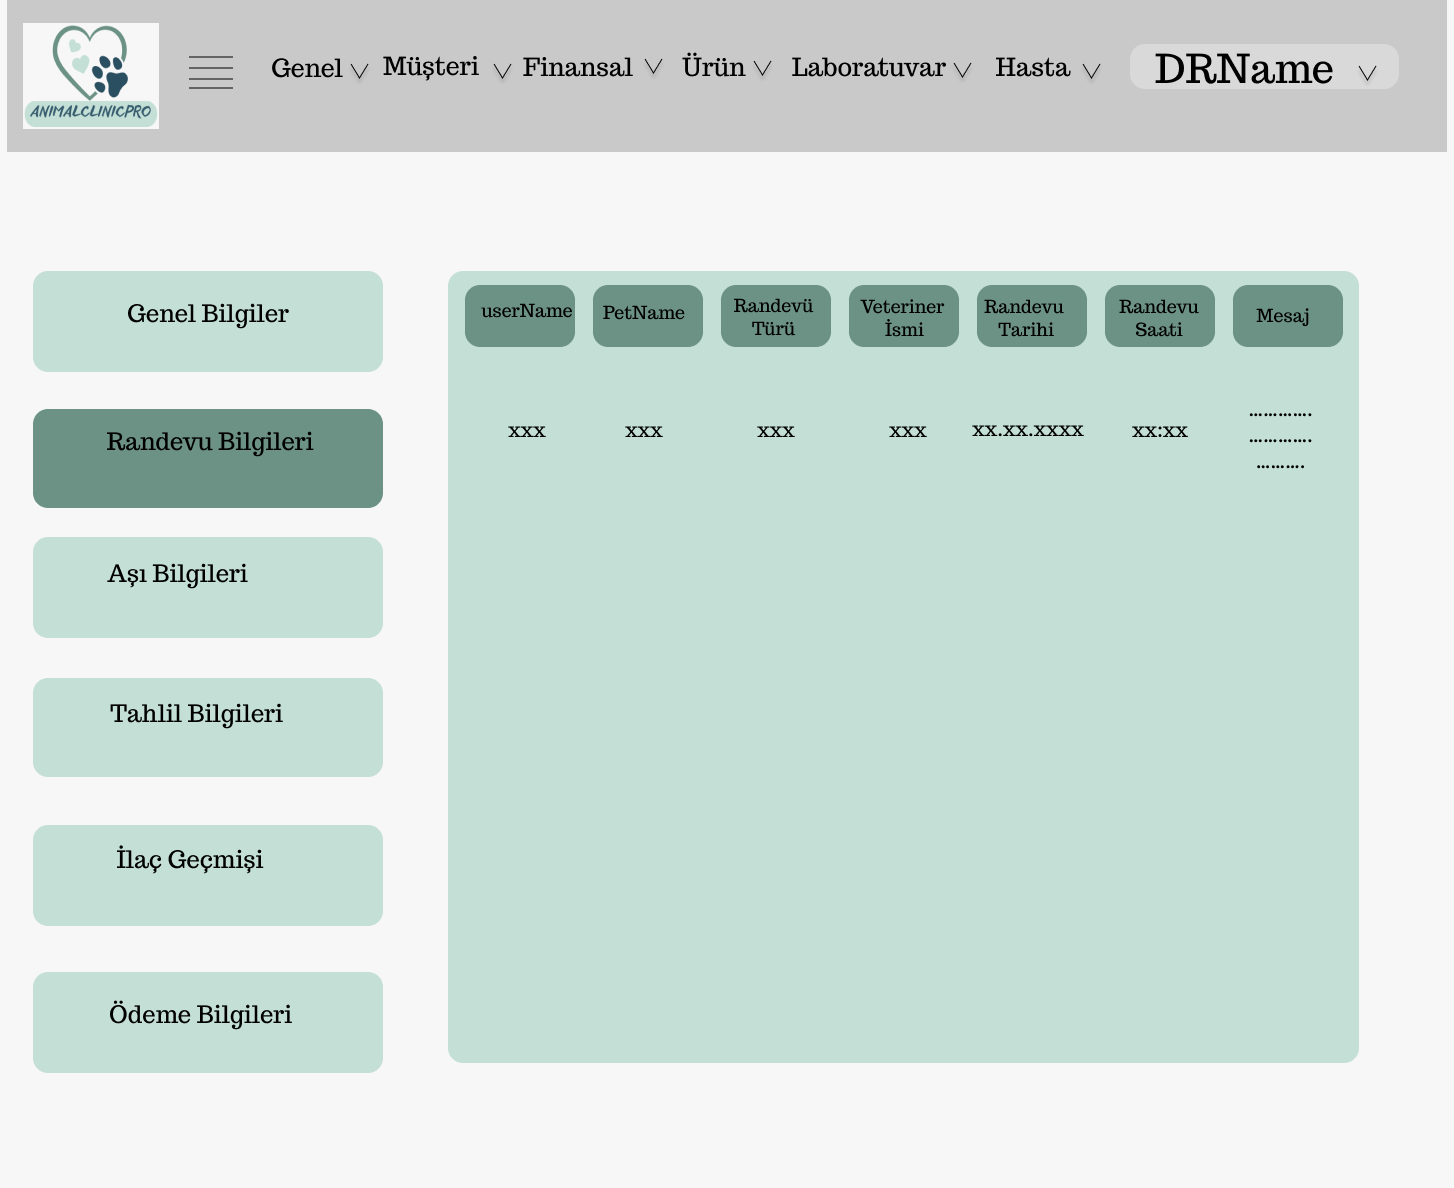 ANIMALCLINICPRO
Genel Müşteri Finansal Ürün Laboratuvar Hasta DRName
Genel Bilgiler
Randevu Bilgileri
Aşı Bilgileri
Tahlil Bilgileri
İlaç Geçmişi
Ödeme Bilgileri
userName
PetName
Randevü
Türü
Veteriner
İsmi
Randevu
Tarihi
Randevu
Saati
Mesaj
xxx xxx xxx xxx xx.xx.xxxx xx:xx
.............
.............
..........